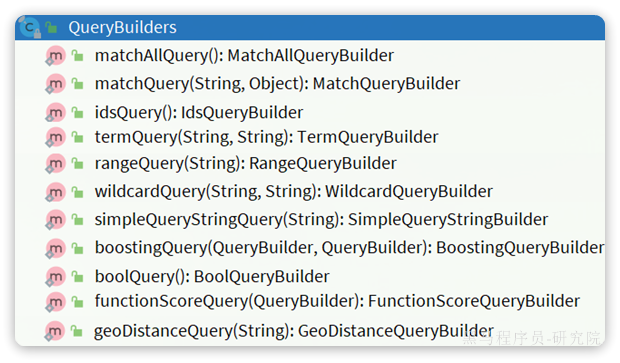 QueryBuilders
matchAllQuery(): MatchAllQueryBuilder
matchQuery(String, Object): MatchQueryBuilder
idsQuery(): IdsQueryBuilder
termQuery(String, String): TermQueryBuilder
rangeQuery(String): RangeQueryBuilder
wildcardQuery(String, String): WildcardQueryBuilder
simpleQueryStringQuery(String): SimpleQueryStringBuilder
boostingQuery(QueryBuilder, QueryBuilder): BoostingQueryBuilder
boolQuery(): BoolQueryBuilder
functionScoreQuery(QueryBuilder): FunctionScoreQueryBuilder
geoDistanceQuery(String): GeoDistanceQueryBuilder
黑马程序员-研究院